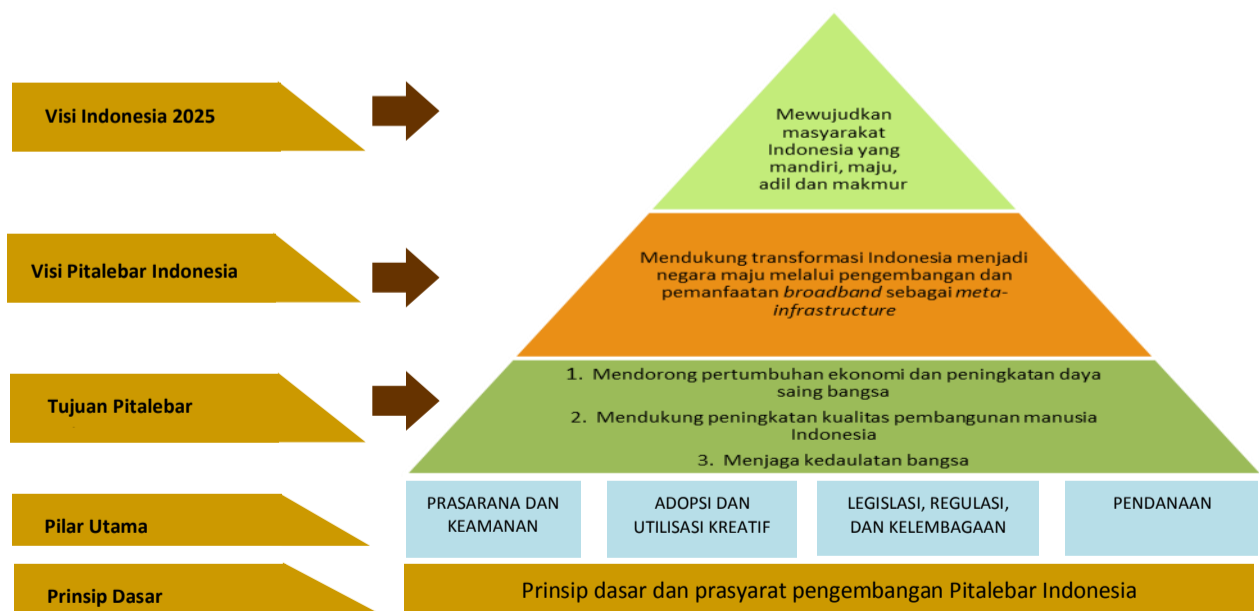 Visi Indonesia 2025
Mewujudkan
masyarakat
Indonesia yang
mandiri, maju,
adil dan makmur
Visi Pitalebar Indonesia
Mendukung transformasi Indonesia menjadi
negara maju melalui pengembangan dan
pemanfaatan broadband sebagai meta-
infrastructure
Tujuan Pitalebar
1. Mendorong pertumbuhan ekonomi dan peningkatan daya
saing bangsa
2. Mendukung peningkatan kualitas pembangunan manusia
Indonesia
3. Menjaga kedaulatan bangsa
Pilar Utama
PRASARANA DAN
KEAMANAN
ADOPSI DAN
UTILISASI KREATIF
LEGISLASI, REGULASI,
DAN KELEMBAGAAN
PENDANAAN
Prinsip Dasar
Prinsip dasar dan prasyarat pengembangan Pitalebar Indonesia